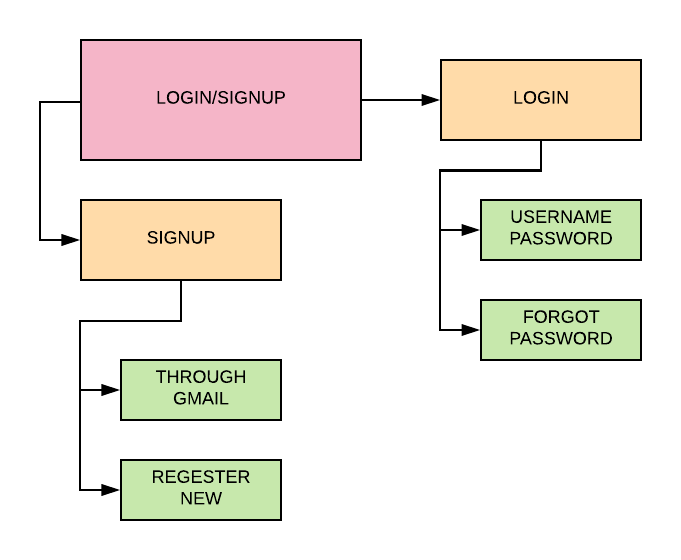 LOGIN/SIGNUP
LOGIN
SIGNUP
USERNAME
PASSWORD
FORGOT
PASSWORD
THROUGH
GMAIL
REGESTER
NEW